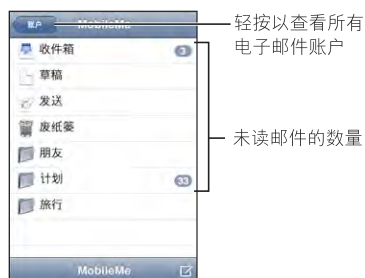 账户 MobileMe
轻按以查看所有
电子邮件账户
收件箱 3
草稿
发送
废纸篓
朋友
未读邮件的数量
计划 33
旅行
MobileMe